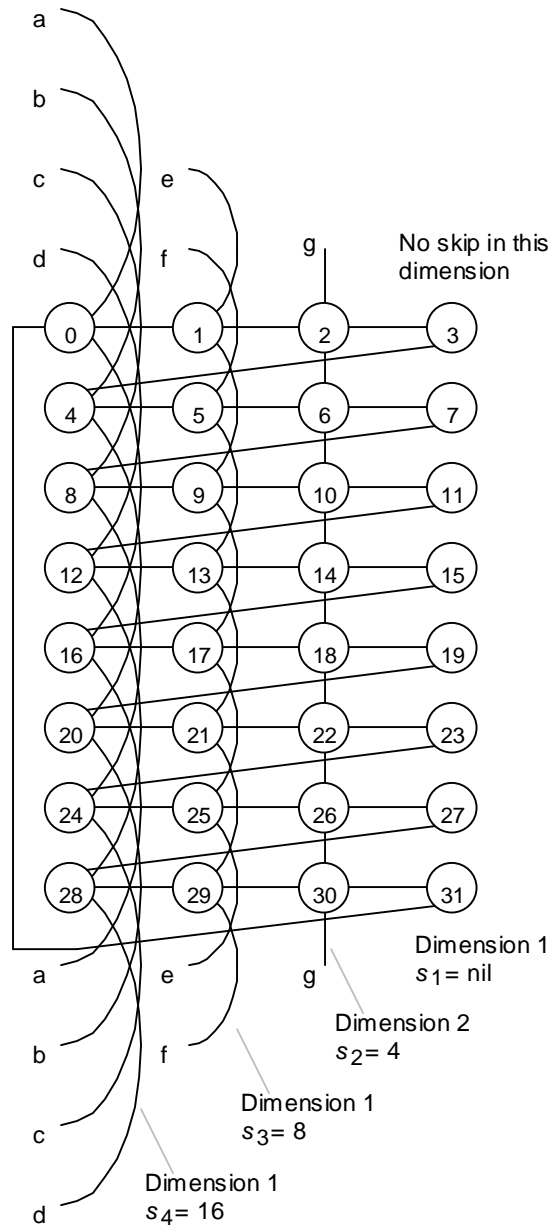 a
b
c
e
d
f
g
No skip in this
dimension
0
1
2
3
4
5
6
7
8
9
10
11
12
13
14
15
16
17
18
19
20
21
22
23
24
25
26
27
28
29
30
31
a
e
g
Dimension 1
s1= nil
Dimension 2
s2= 4
b
f
Dimension 1
s3= 8
c
Dimension 1
s4= 16
d